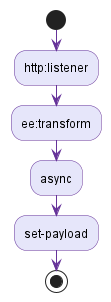 http:listener
ee:transform
async
set-payload